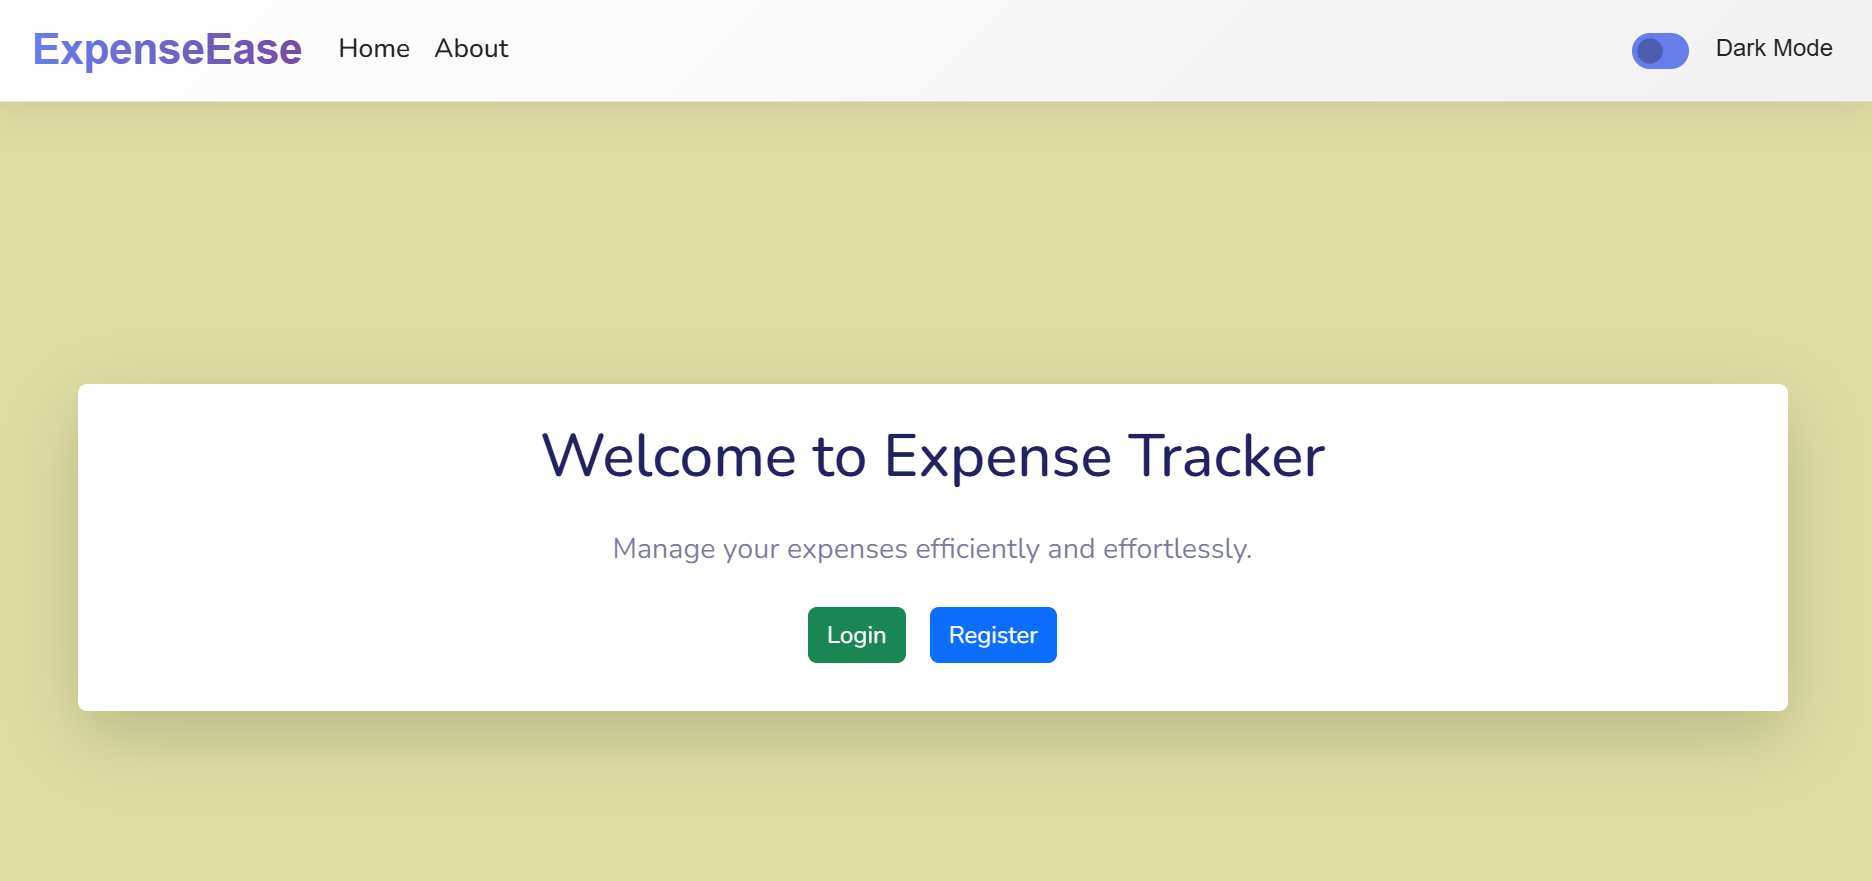 ExpenseEase Home About Dark Mode
Welcome to Expense Tracker
Manage your expenses efficiently and effortlessly.
Login Register